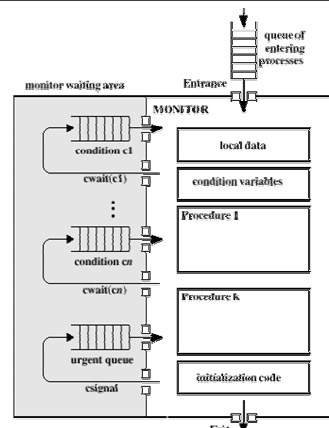 queue of
entering
processes
Entrance
monitor waiting area
MONITOR
local data
condition c1
cwait(c1)
condition variables
Procedure 1
condition cn
cwait(cn)
Procedure k
urgent queue
csignal
initialization code